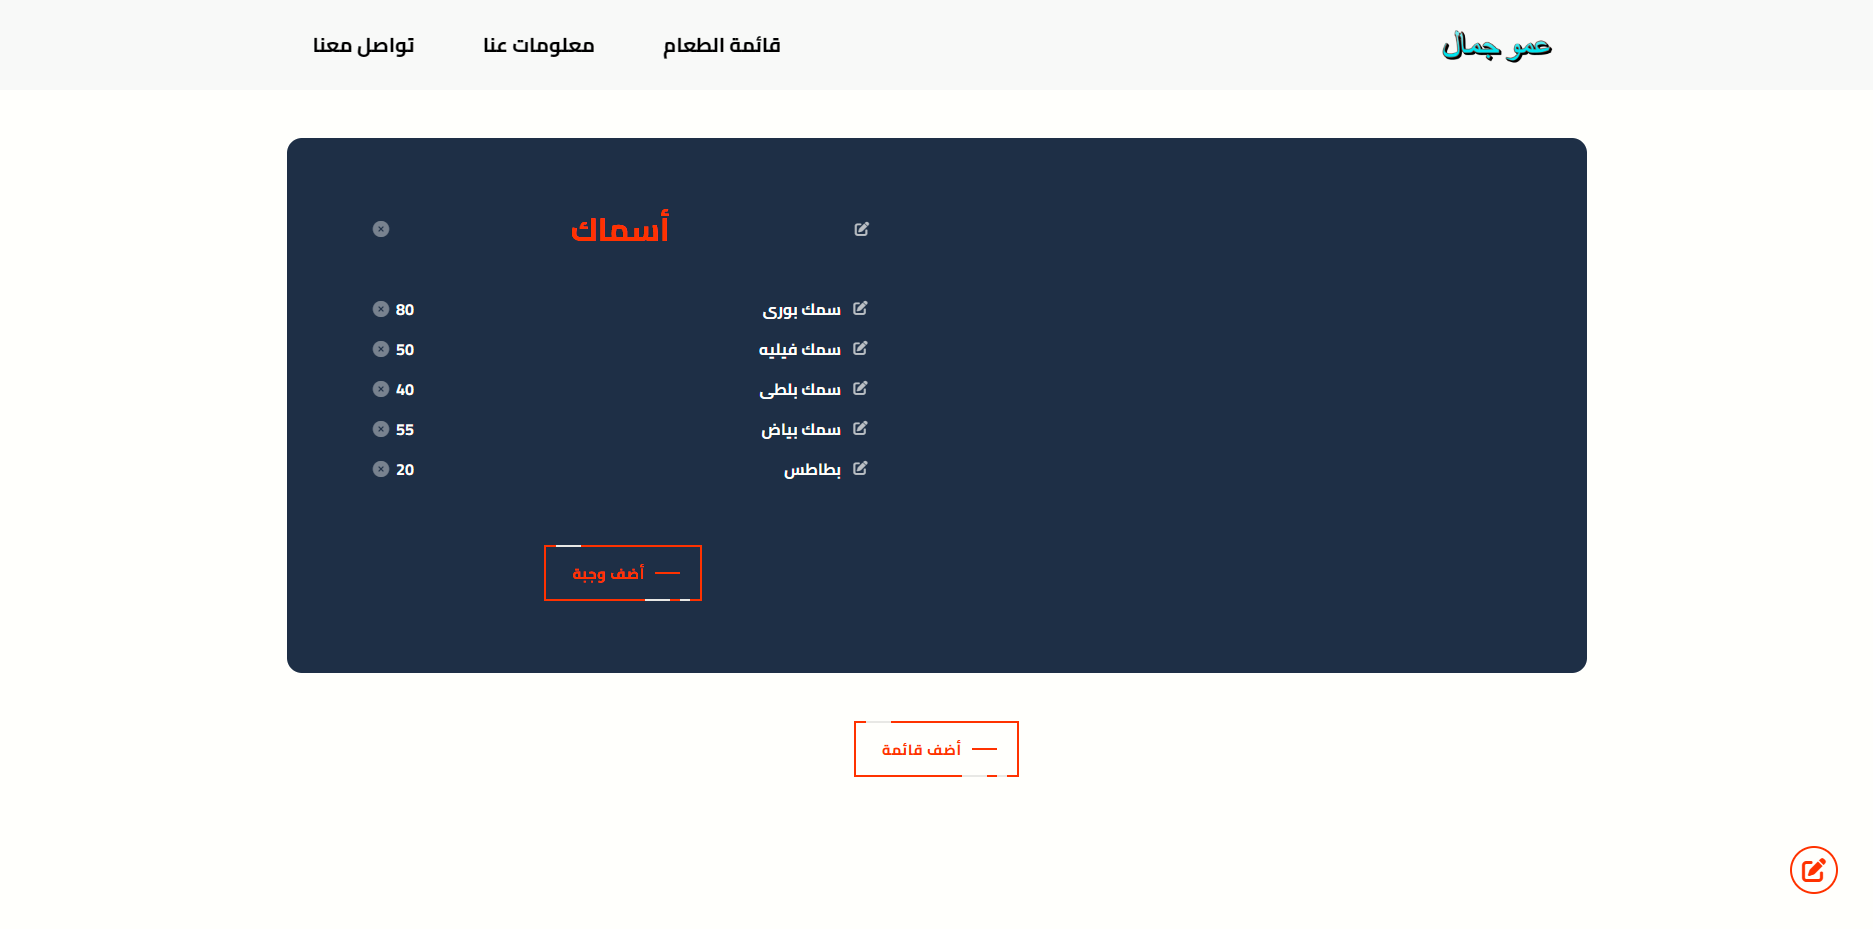 عمو جمال
قائمة الطعام
معلومات عنا
تواصل معنا
أسماك
سمك بورى 80
سمك فيليه 50
سمك بلطى 40
سمك بياض 55
بطاطس 20
أضف وجبة
أضف قائمة